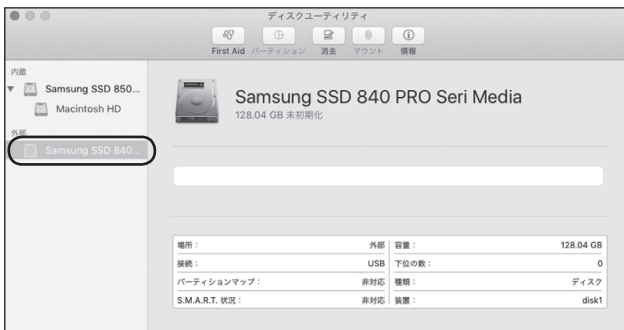 ディスクユーティリティ
First Aid パーティション 消去 マウント 情報
内蔵
Samsung SSD 850...
Macintosh HD
外部
Samsung SSD 840...
Samsung SSD 840 PRO Seri Media
128.04 GB 未初期化
場所： 外部 容量： 128.04 GB
接続： USB 下位の数： 0
パーティションマップ： 非対応 種類： ディスク
S.M.A.R.T. 状況： 非対応 装置： disk1